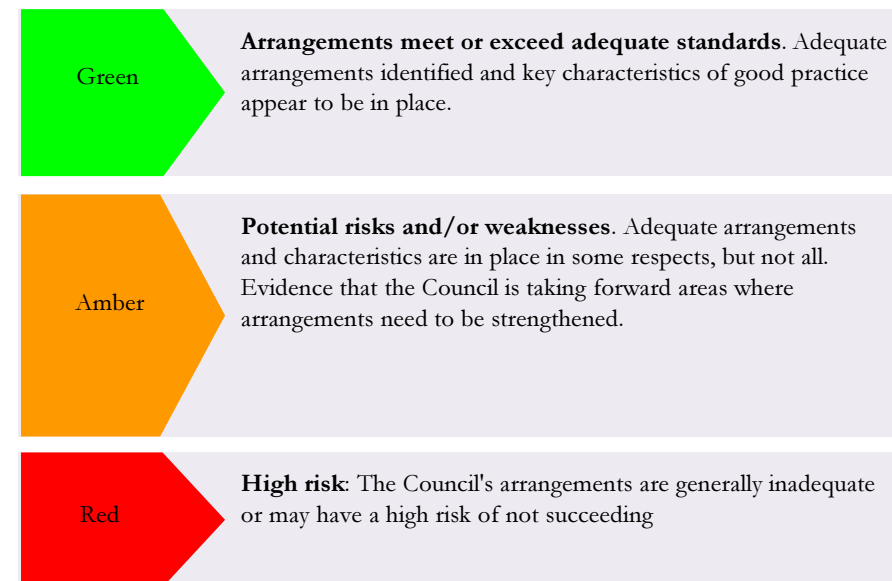 Green
Arrangements meet or exceed adequate standards. Adequate
arrangements identified and key characteristics of good practice
appear to be in place.
Amber
Potential risks and/or weaknesses. Adequate arrangements
and characteristics are in place in some respects, but not all.
Evidence that the Council is taking forward areas where
arrangements need to be strengthened.
Red
High risk: The Council's arrangements are generally inadequate
or may have a high risk of not succeeding